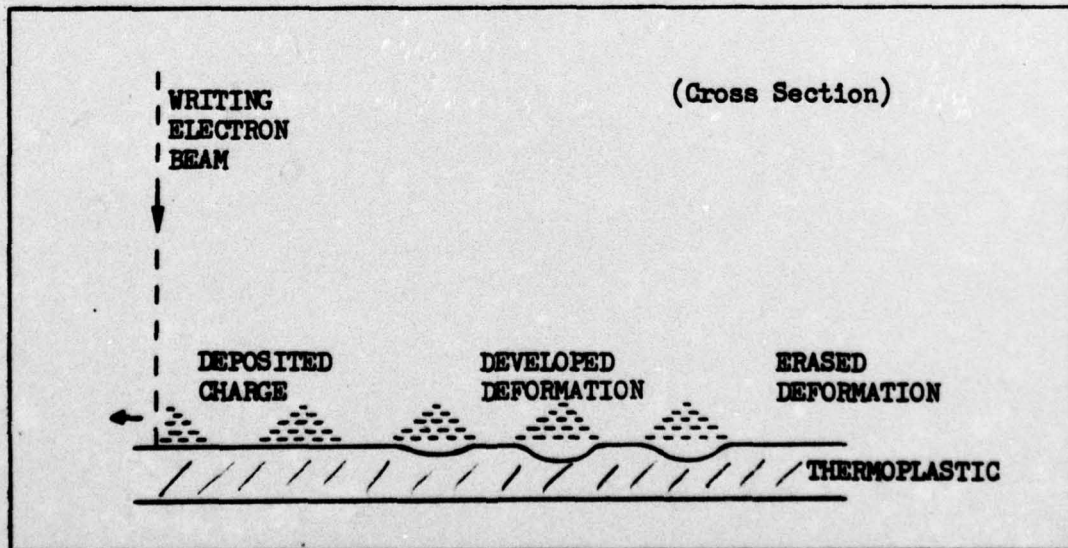 (Cross Section)
WRITING
ELECTRON
BEAM
DEPOSITED
CHARGE
DEVELOPED
DEFORMATION
ERASED
DEFORMATION
THERMOPLASTIC